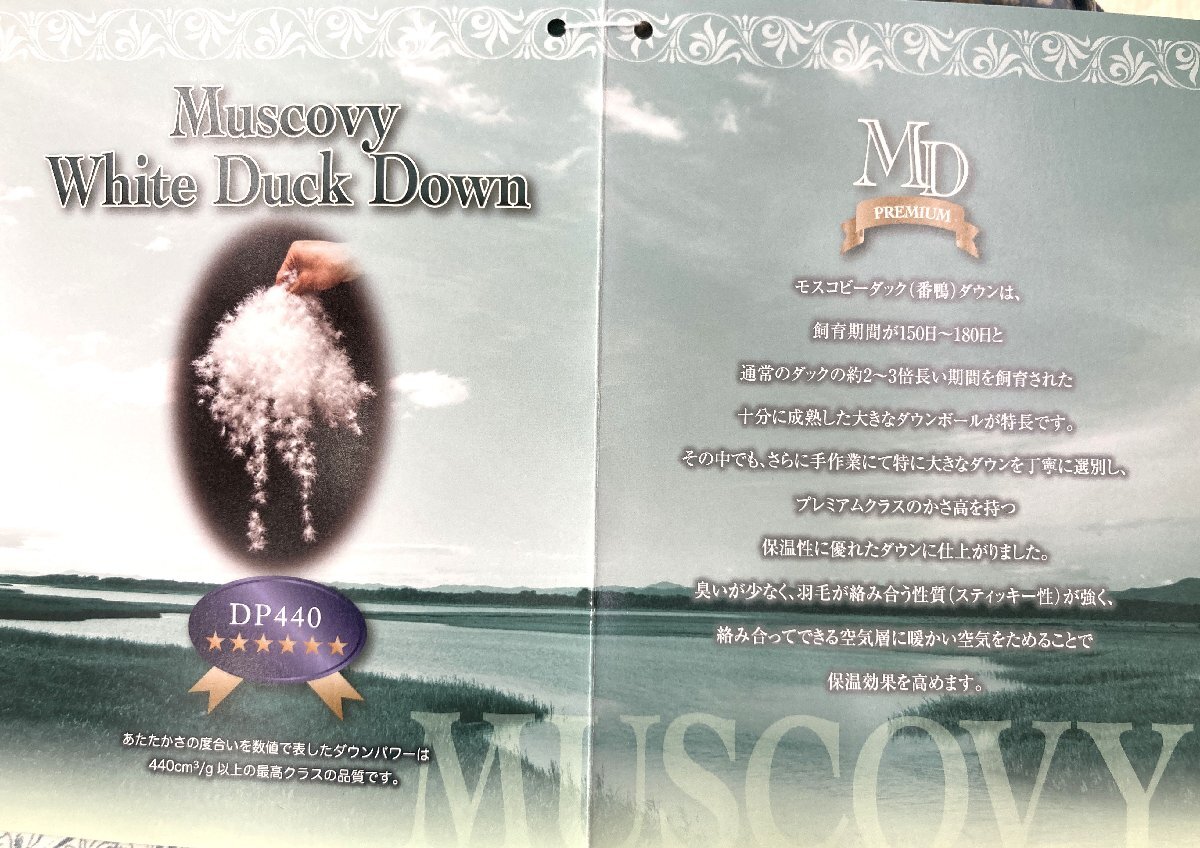 Muscovy
White Duck Down
DP440
★★★★★★
あたたかさの度合いを数値で表したダウンパワーは
440cm³/g 以上の最高クラスの品質です。
MD
PREMIUM
モスコビーダック(番鴨)ダウンは、
飼育期間が150日〜180日と
通常のダックの約2〜3倍長い期間を飼育された
十分に成熟した大きなダウンボールが特長です。
その中でも、さらに手作業にて特に大きなダウンを丁寧に選別し、
プレミアムクラスのかさ高を持つ
保温性に優れたダウンに仕上がりました。
臭いが少なく、羽毛が絡み合う性質(スティッキー性)が強く、
絡み合ってできる空気層に暖かい空気をためることで
保温効果を高めます。
MUSCOVY